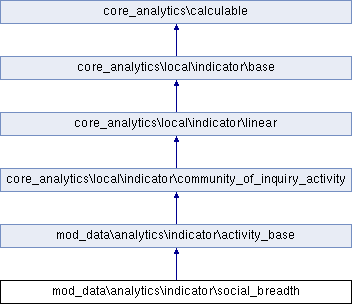 core_analytics\calculable
core_analytics\local\indicator\base
core_analytics\local\indicator\linear
core_analytics\local\indicator\community_of_inquiry_activity
mod_data\analytics\indicator\activity_base
mod_data\analytics\indicator\social_breadth